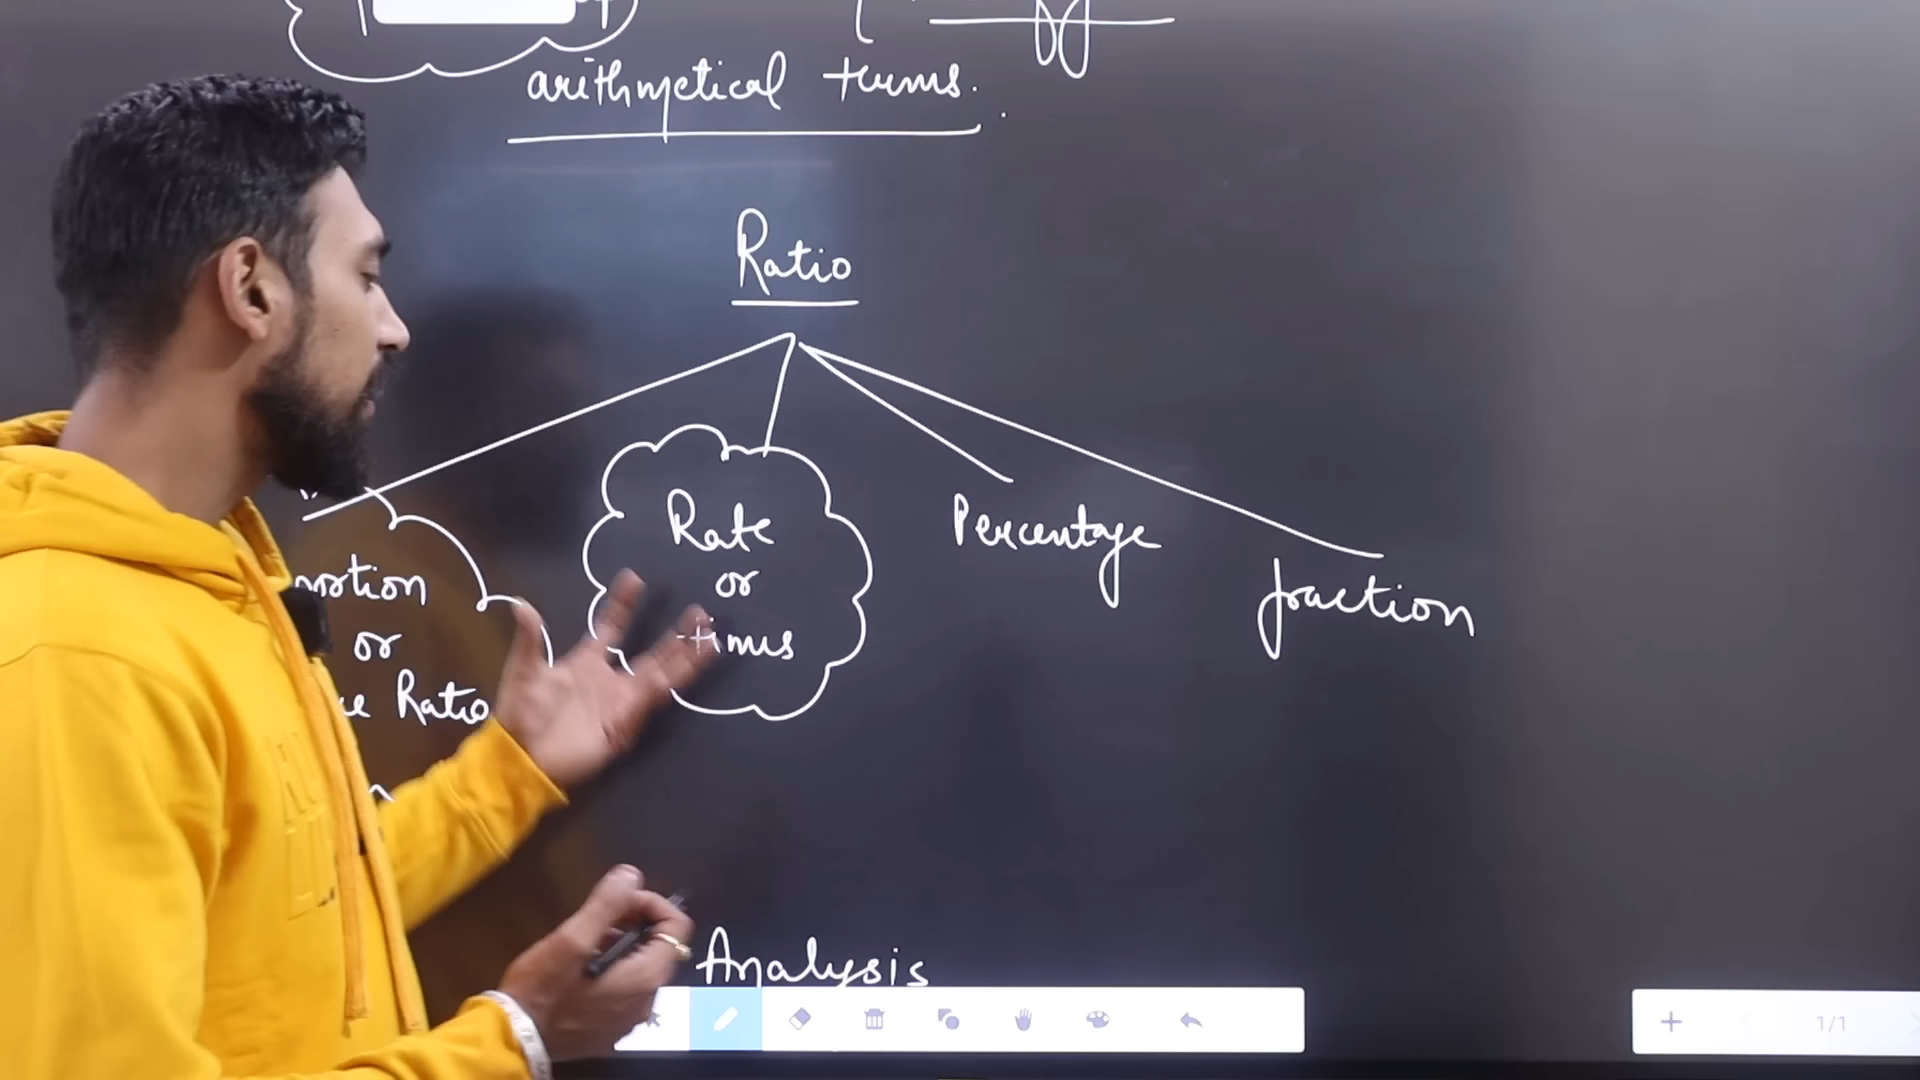 arithmetical terms.
Ratio
Rate
or
times
Percentage
fraction
or
Ratio
Analysis
1/1